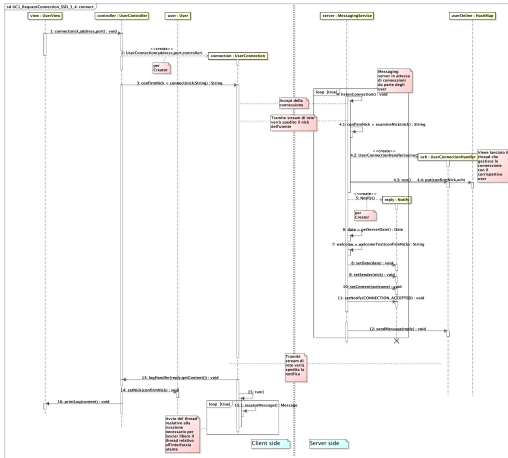 sd UC1_RequestConnection_SSD_1_4: connect
view : UserView
controller : UserController
user : User
server : MessagingService
userOnline : HashMap
1: connect(nick,address,port) : void
«create»
2: UserConnection(address,port,controller)
connection : UserConnection
per
Creator
Messaging
server in attesa
di connessioni
da parte degli
user
3: confirmNick = connect(nick:String) : String
loop [true]
listenConnection() : void
Accept della
connessione
Tramite stream di rete
verrà spedito il nick
dell'utente
4.1: confirmNick = examineNick(nick) : String
«create»
4.2: UserConnectionHandler(server,
uch : UserConnectionHandler
Viene lanciato il
thread che
gestisce la
connessione
con il
corrispettivo
user
4.3: run()
4.4: put(confirmNick,uch)
«create»
5: Notify()
reply : Notify
per
Creator
6: date = getServerDate() : Date
7: welcome = welcomeText(confirmNick) : String
8: setDate(date) : void
9: setSender(nick) : void
10: setContent(welcome) : void
11: setNotify(CONNECTION_ACCEPTED) : void
12: sendMessage(reply) : void
Tramite
stream di
rete verrà
spedita la
notifica
13: logHandler(reply.getContent()) : void
14: setNick(confirmNick) : void
15: run()
16: printLog(content) : void
loop [true]
receiveMessage() : Message
Avvio del thread
realativo alla
ricezione
necessario per
lasciar libero il
thread relativo
all'interfaccia
utente
Client side
Server side